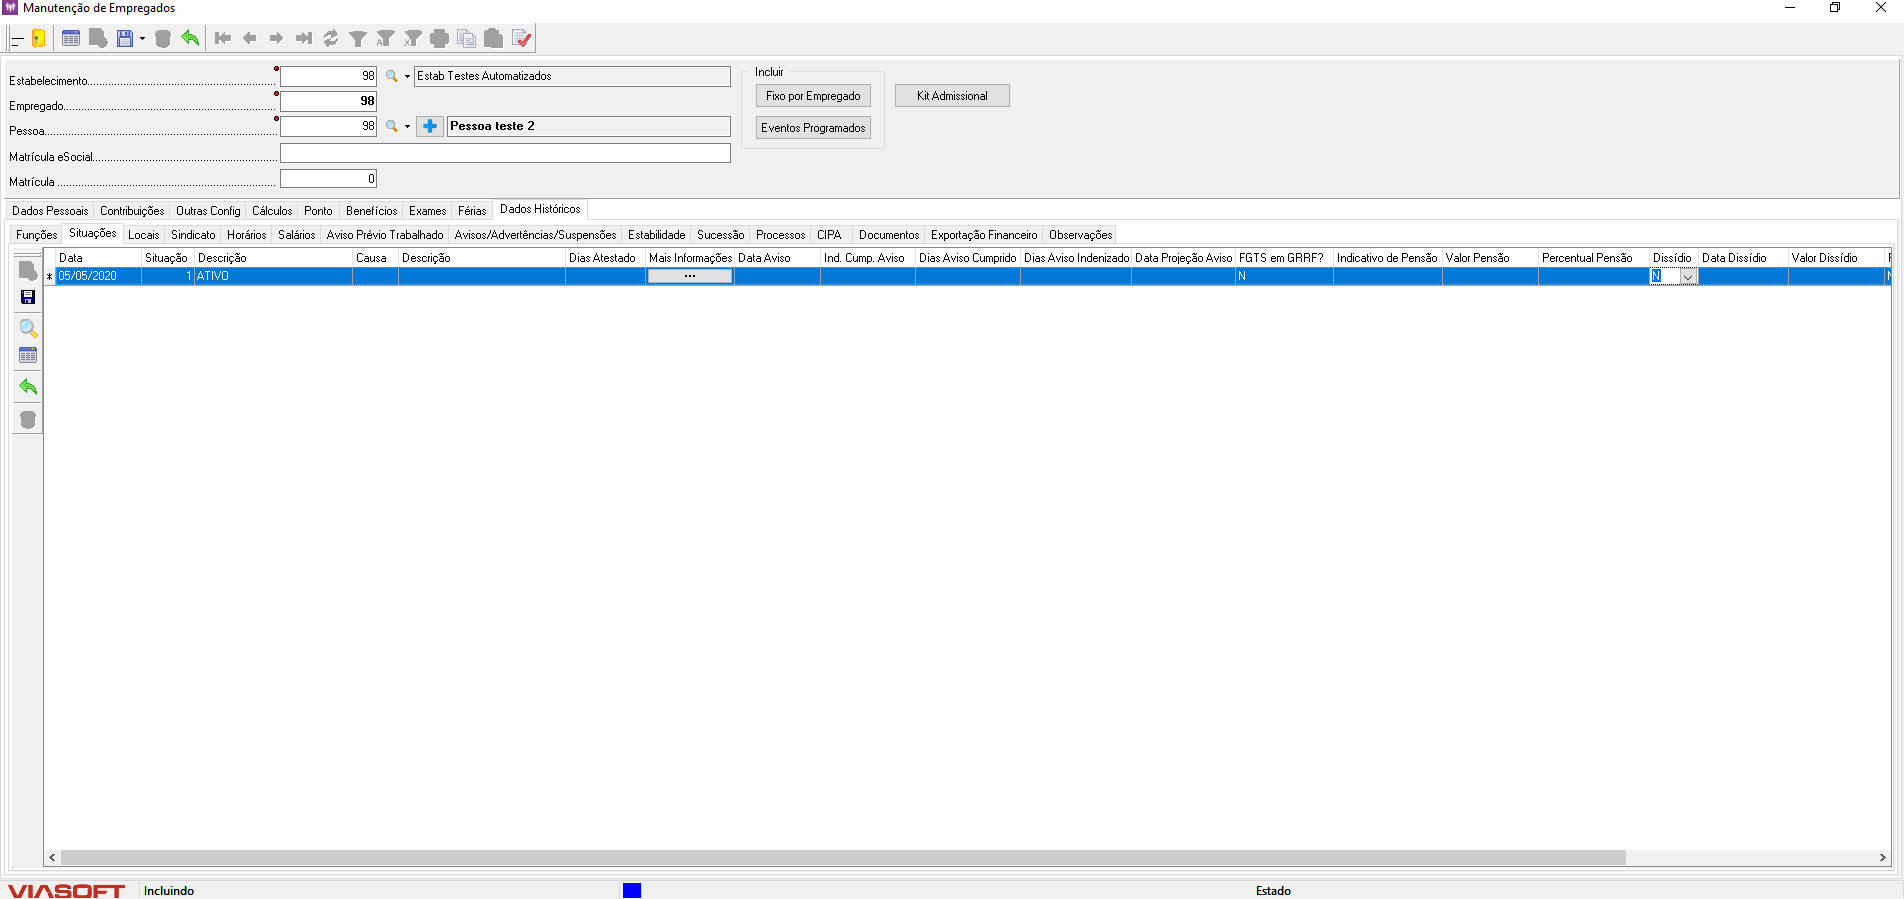 Manutenção de Empregados
Estabelecimento 98 Estab Testes Automatizados
Empregado 98
Pessoa 98 Pessoa teste 2
Matrícula eSocial
Matrícula 0
Incluir
Fixo por Empregado
Eventos Programados
Kit Admissional
Dados Pessoais Contribuições Outras Config Cálculos Ponto Benefícios Exames Férias Dados Históricos
Funções Situações Locais Sindicato Horários Salários Aviso Prévio Trabalhado Avisos/Advertências/Suspensões Estabilidade Sucessão Processos CIPA Documentos Exportação Financeiro Observações
Data Situação Descrição Causa Descrição Dias Atestado Mais Informações Data Aviso Ind. Cump. Aviso Dias Aviso Cumprido Dias Aviso Indenizado Data Projeção Aviso FGTS em GRRF? Indicativo de Pensão Valor Pensão Percentual Pensão Dissídio Data Dissídio Valor Dissídio
* 05/05/2020 1 ATIVO ... N N
VIASOFT Incluindo Estado